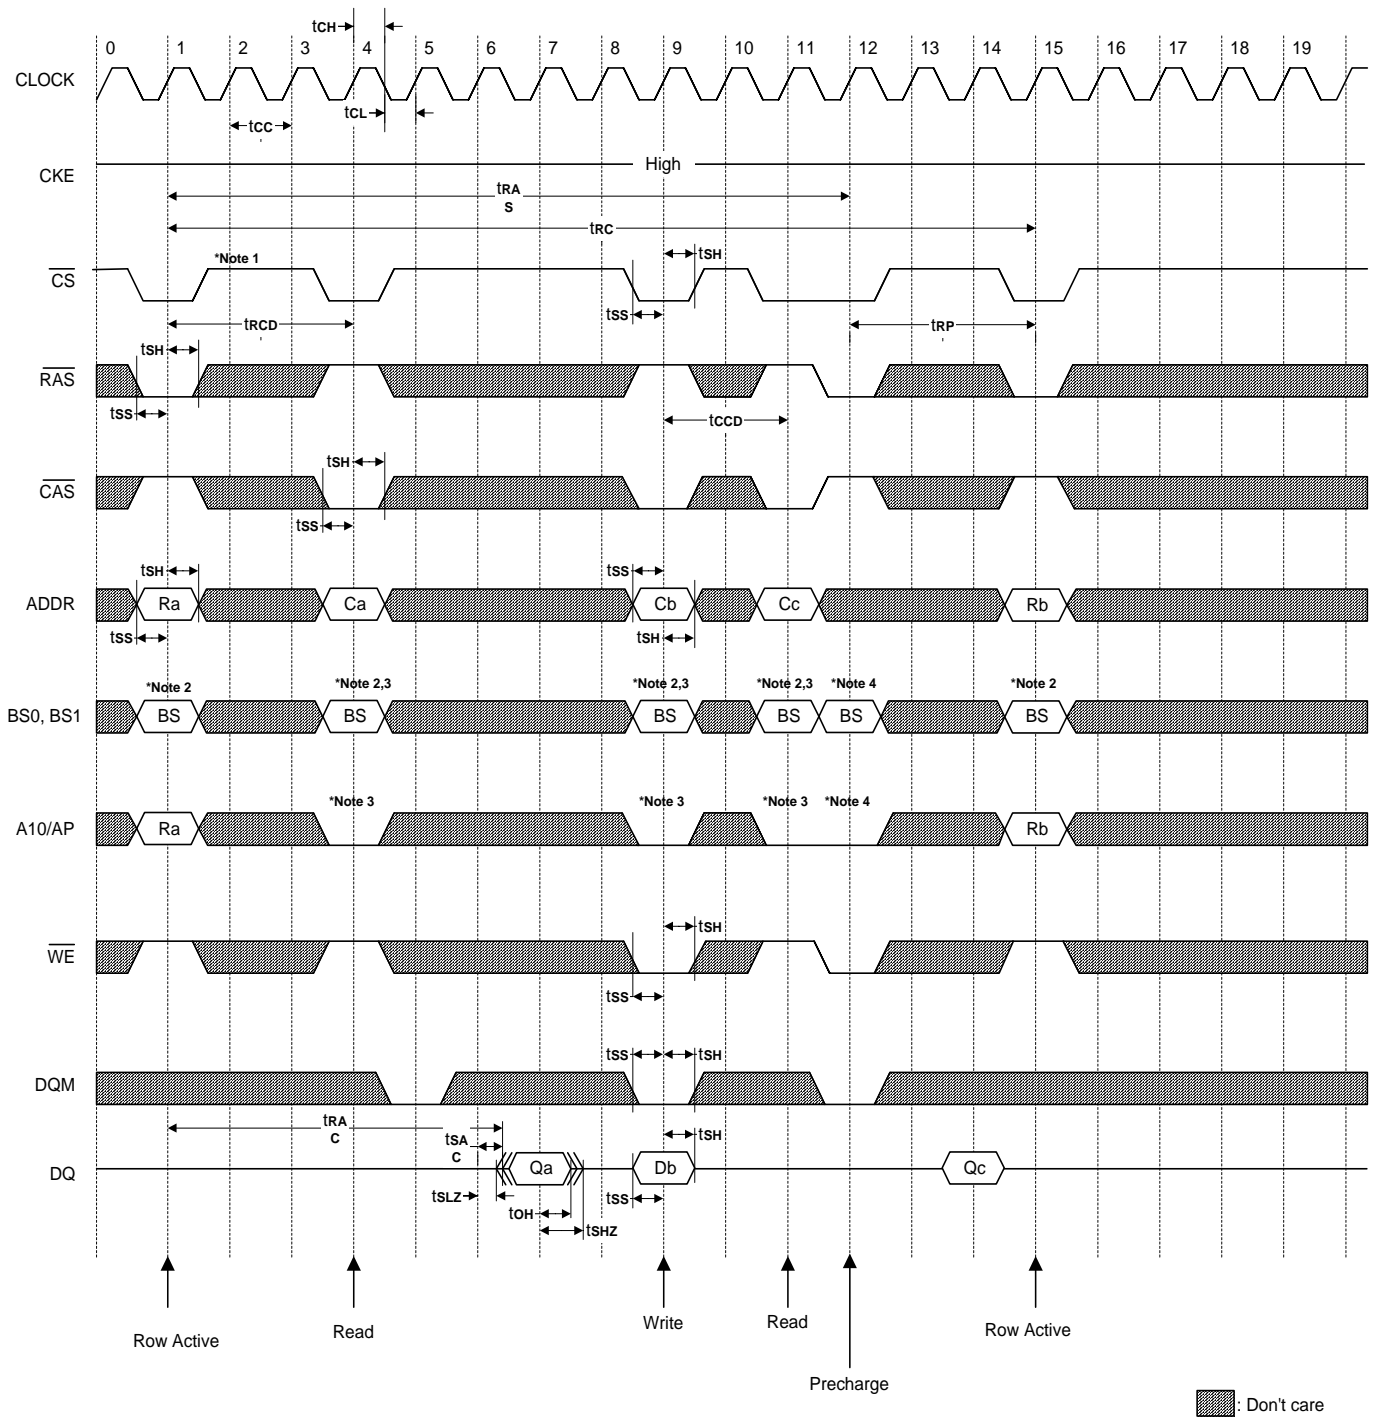 tCH
0 1 2 3 4 5 6 7 8 9 10 11 12 13 14 15 16 17 18 19
CLOCK
tCL
tCC
High
CKE
tRA
S
tRC
*Note 1
tSH
CS
tSS
tRCD
tRP
tSH
RAS
tSS
tCCD
tSH
CAS
tSS
tSH
tSS
ADDR Ra Ca Cb Cc Rb
tSS
tSH
*Note 2 *Note 2,3 *Note 2,3 *Note 2,3 *Note 4 *Note 2
BS0, BS1 BS BS BS BS BS BS
*Note 3 *Note 3 *Note 3 *Note 4
A10/AP Ra Rb
tSH
WE
tSS
tSS tSH
DQM
tRA
C
tSA
C
tSH
DQ Qa Db Qc
tSLZ
tSS
tOH
tSHZ
Row Active Read Write Read Row Active
Precharge
: Don't care